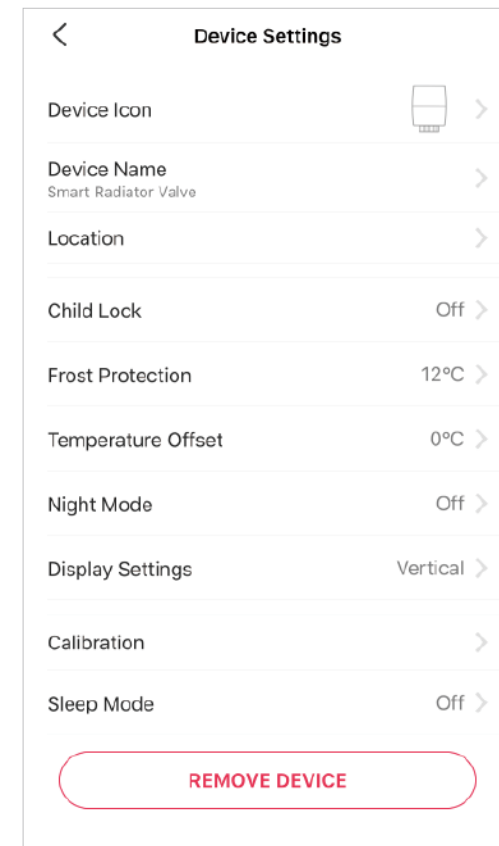 Device Settings
Device Icon
Device Name
Smart Radiator Valve
Location
Child Lock Off
Frost Protection 12°C
Temperature Offset 0°C
Night Mode Off
Display Settings Vertical
Calibration
Sleep Mode Off
REMOVE DEVICE